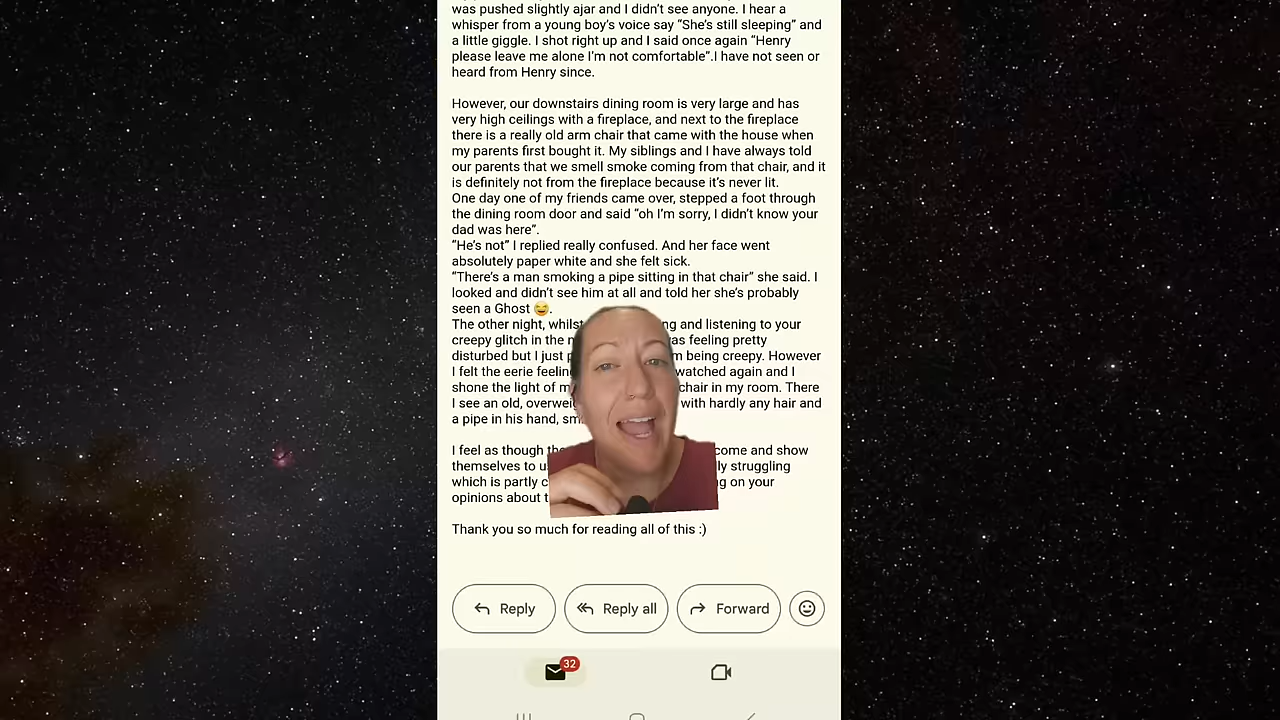 was pushed slightly ajar and I didn't see anyone. I hear a
whisper from a young boy's voice say “She's still sleeping” and
a little giggle. I shot right up and I said once again “Henry
please leave me alone I'm not comfortable”.I have not seen or
heard from Henry since.
However, our downstairs dining room is very large and has
very high ceilings with a fireplace, and next to the fireplace
there is a really old arm chair that came with the house when
my parents first bought it. My siblings and I have always told
our parents that we smell smoke coming from that chair, and it
is definitely not from the fireplace because it's never lit.
One day one of my friends came over, stepped a foot through
the dining room door and said “oh I'm sorry, I didn't know your
dad was here”.
“He's not” I replied really confused. And her face went
absolutely paper white and she felt sick.
“There's a man smoking a pipe sitting in that chair” she said. I
looked and didn't see him at all and told her she's probably
seen a Ghost 😅.
The other night, whilst and listening to your
creepy glitch in the feeling pretty
disturbed but I just being creepy. However
I felt the eerie watched again and I
shone the light of chair in my room. There
I see an old, with hardly any hair and
a pipe in his hand,
I feel as though come and show
themselves to struggling
which is partly on your
opinions about
Thank you so much for reading all of this :)
Reply Reply all Forward
32